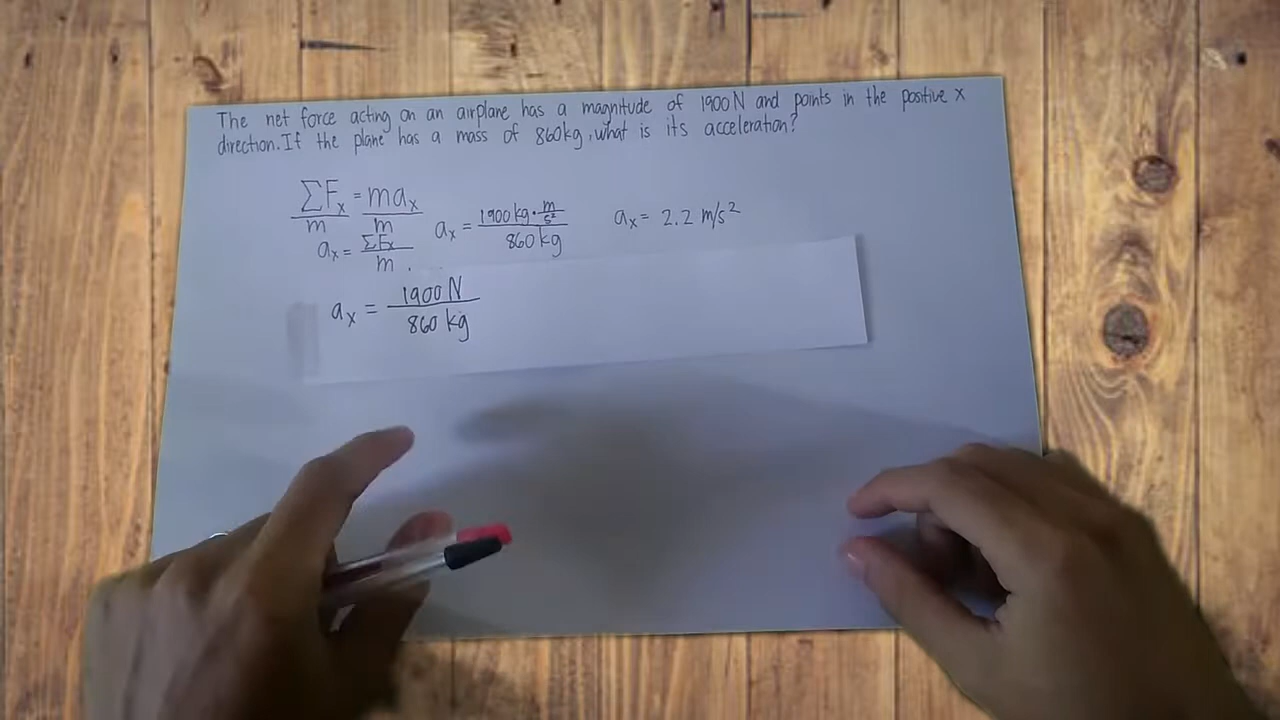 The net force acting on an airplane has a magnitude of 1900 N and points in the positive x
direction. If the plane has a mass of 860 kg, what is its acceleration?
ΣFx/m = max/m
ax = ΣFx/m
ax = 1900 N/860 kg
ax = 1900 kg · m/s²/860 kg
ax = 2.2 m/s²